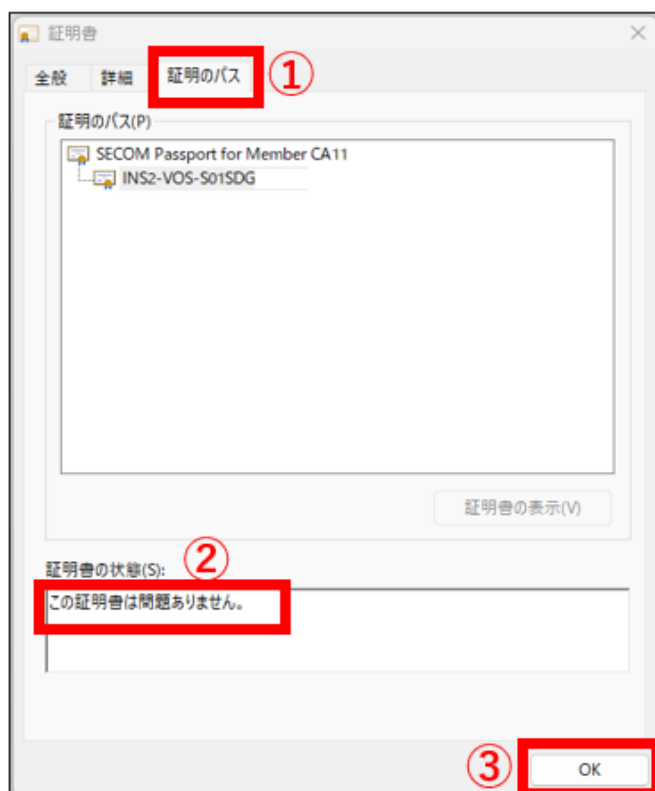 証明書
全般 詳細 証明のパス ①
証明のパス(P)
SECOM Passport for Member CA11
INS2-VOS-S01SDG
証明書の表示(V)
証明書の状態(S): ②
この証明書は問題ありません。
③ OK